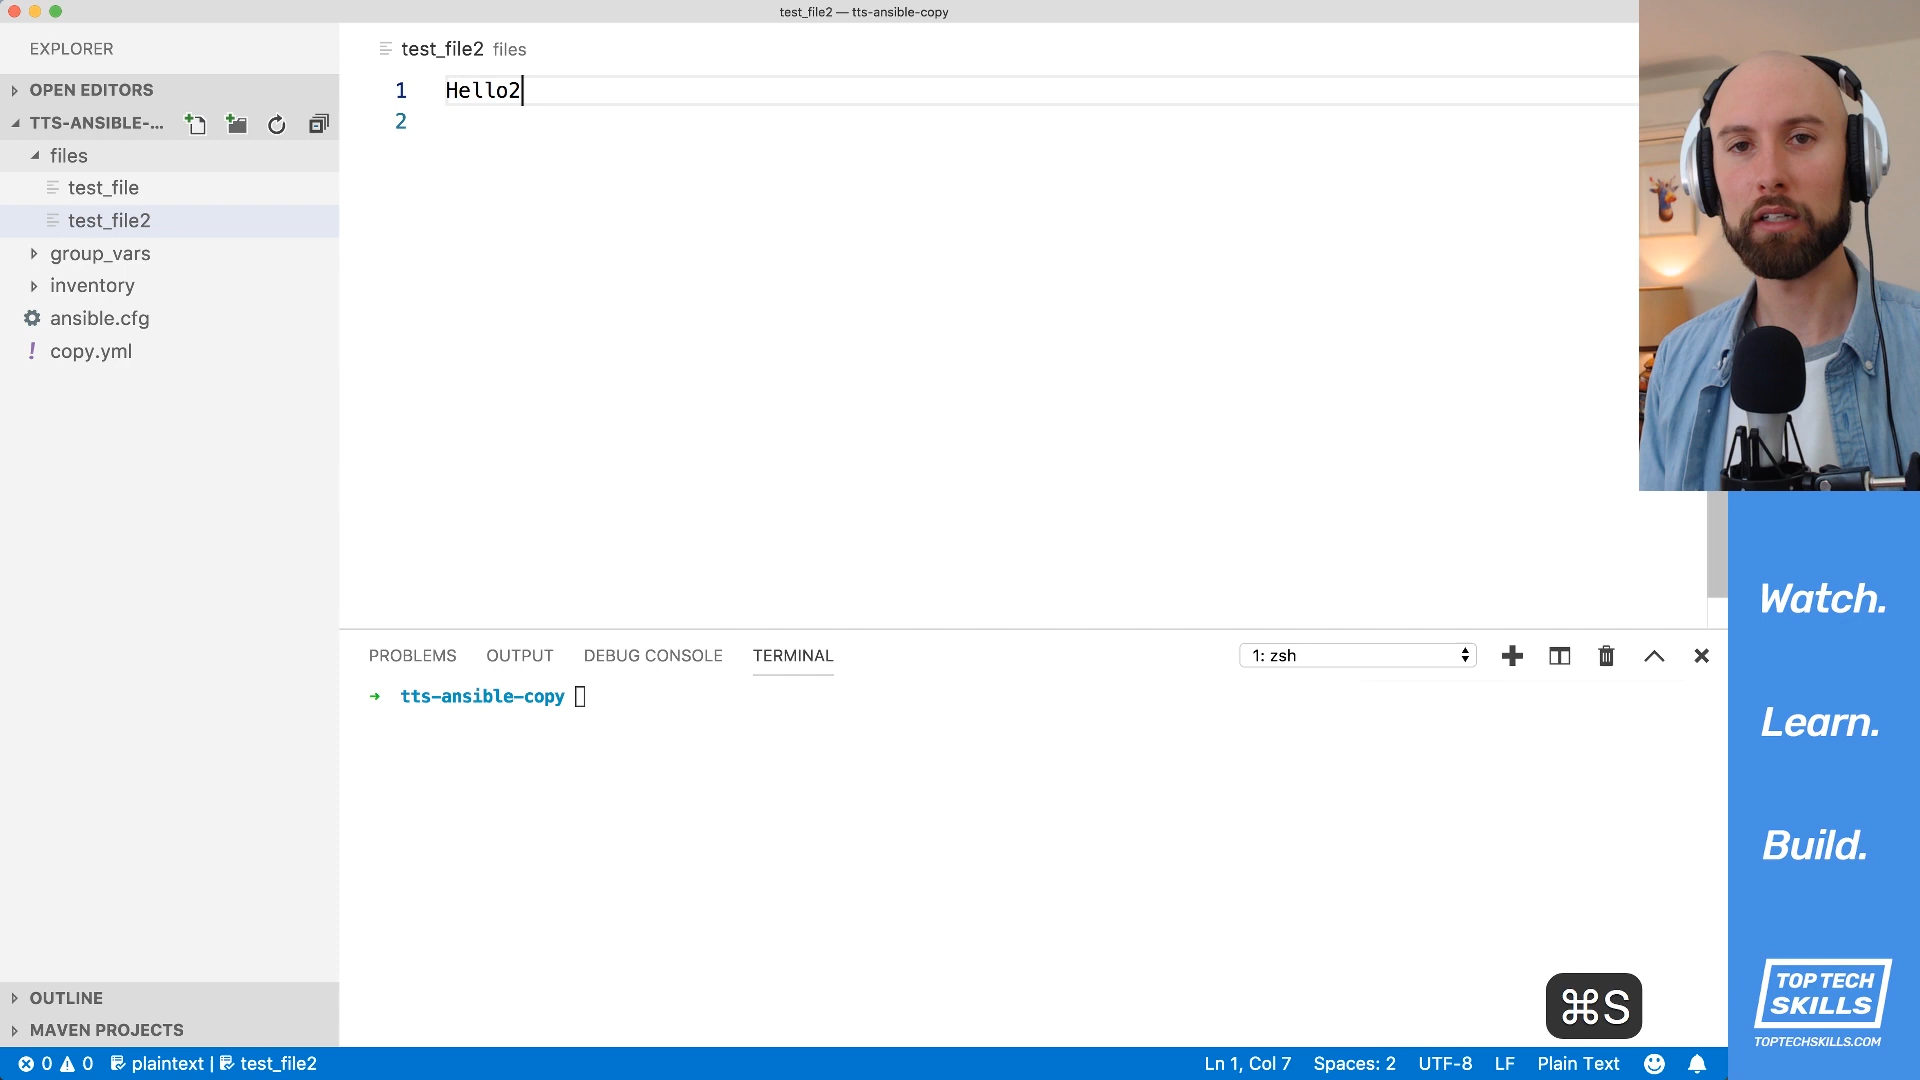 test_file2 — tts-ansible-copy
EXPLORER
OPEN EDITORS
TTS-ANSIBLE-...
files
test_file
test_file2
group_vars
inventory
ansible.cfg
! copy.yml
OUTLINE
MAVEN PROJECTS
test_file2 files
1 Hello2
2
PROBLEMS OUTPUT DEBUG CONSOLE TERMINAL
1: zsh
→ tts-ansible-copy
⌘S
0 0 plaintext | test_file2
Ln 1, Col 7 Spaces: 2 UTF-8 LF Plain Text
Watch.
Learn.
Build.
TOP TECH
SKILLS
TOPTECHSKILLS.COM